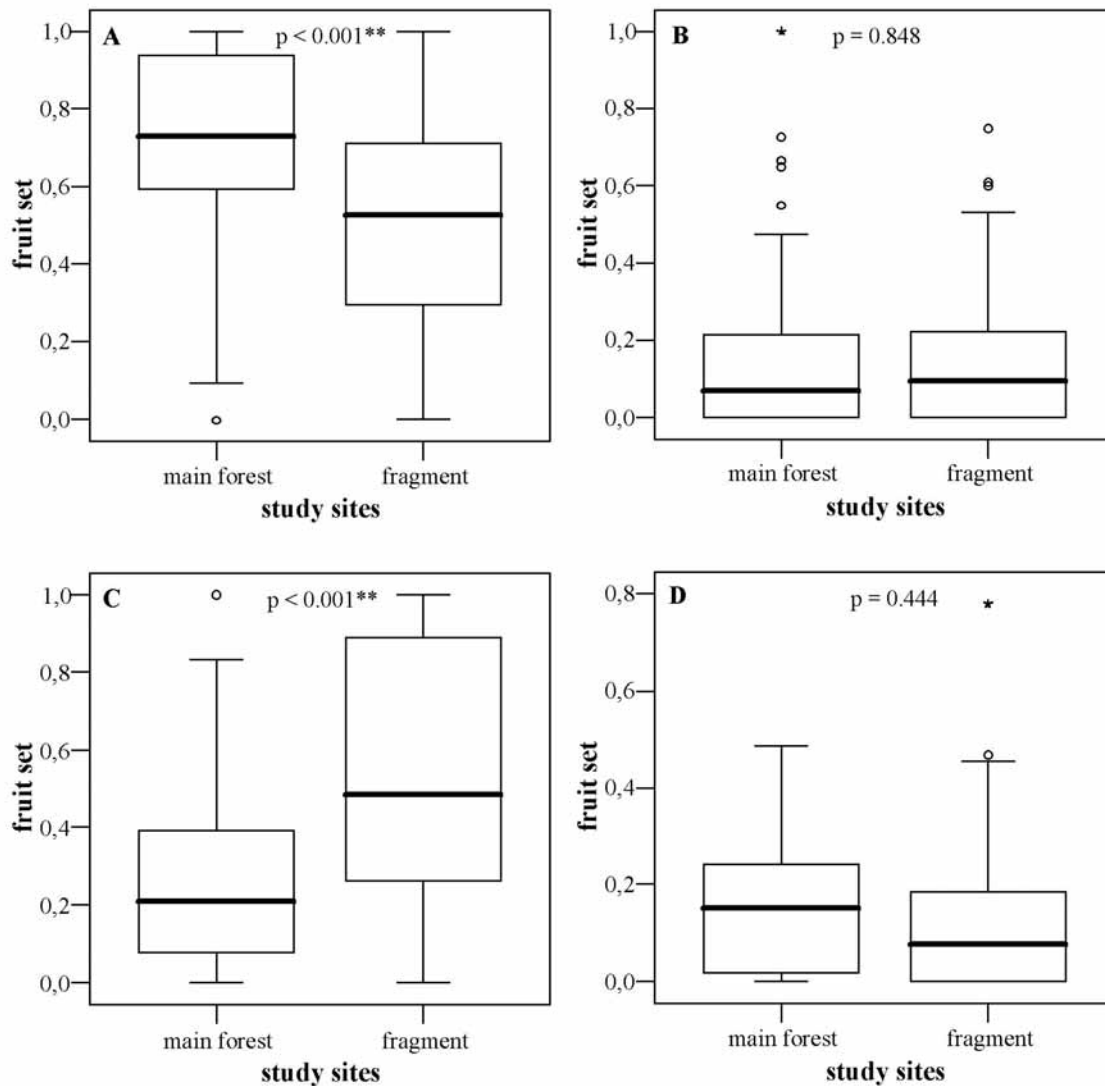 A
p < 0.001**
fruit set
1,0
0,8
0,6
0,4
0,2
0,0
main forest
fragment
study sites
B
p = 0.848
fruit set
1,0
0,8
0,6
0,4
0,2
0,0
main forest
fragment
study sites
C
p < 0.001**
fruit set
1,0
0,8
0,6
0,4
0,2
0,0
main forest
fragment
study sites
D
p = 0.444
fruit set
0,8
0,6
0,4
0,2
0,0
main forest
fragment
study sites